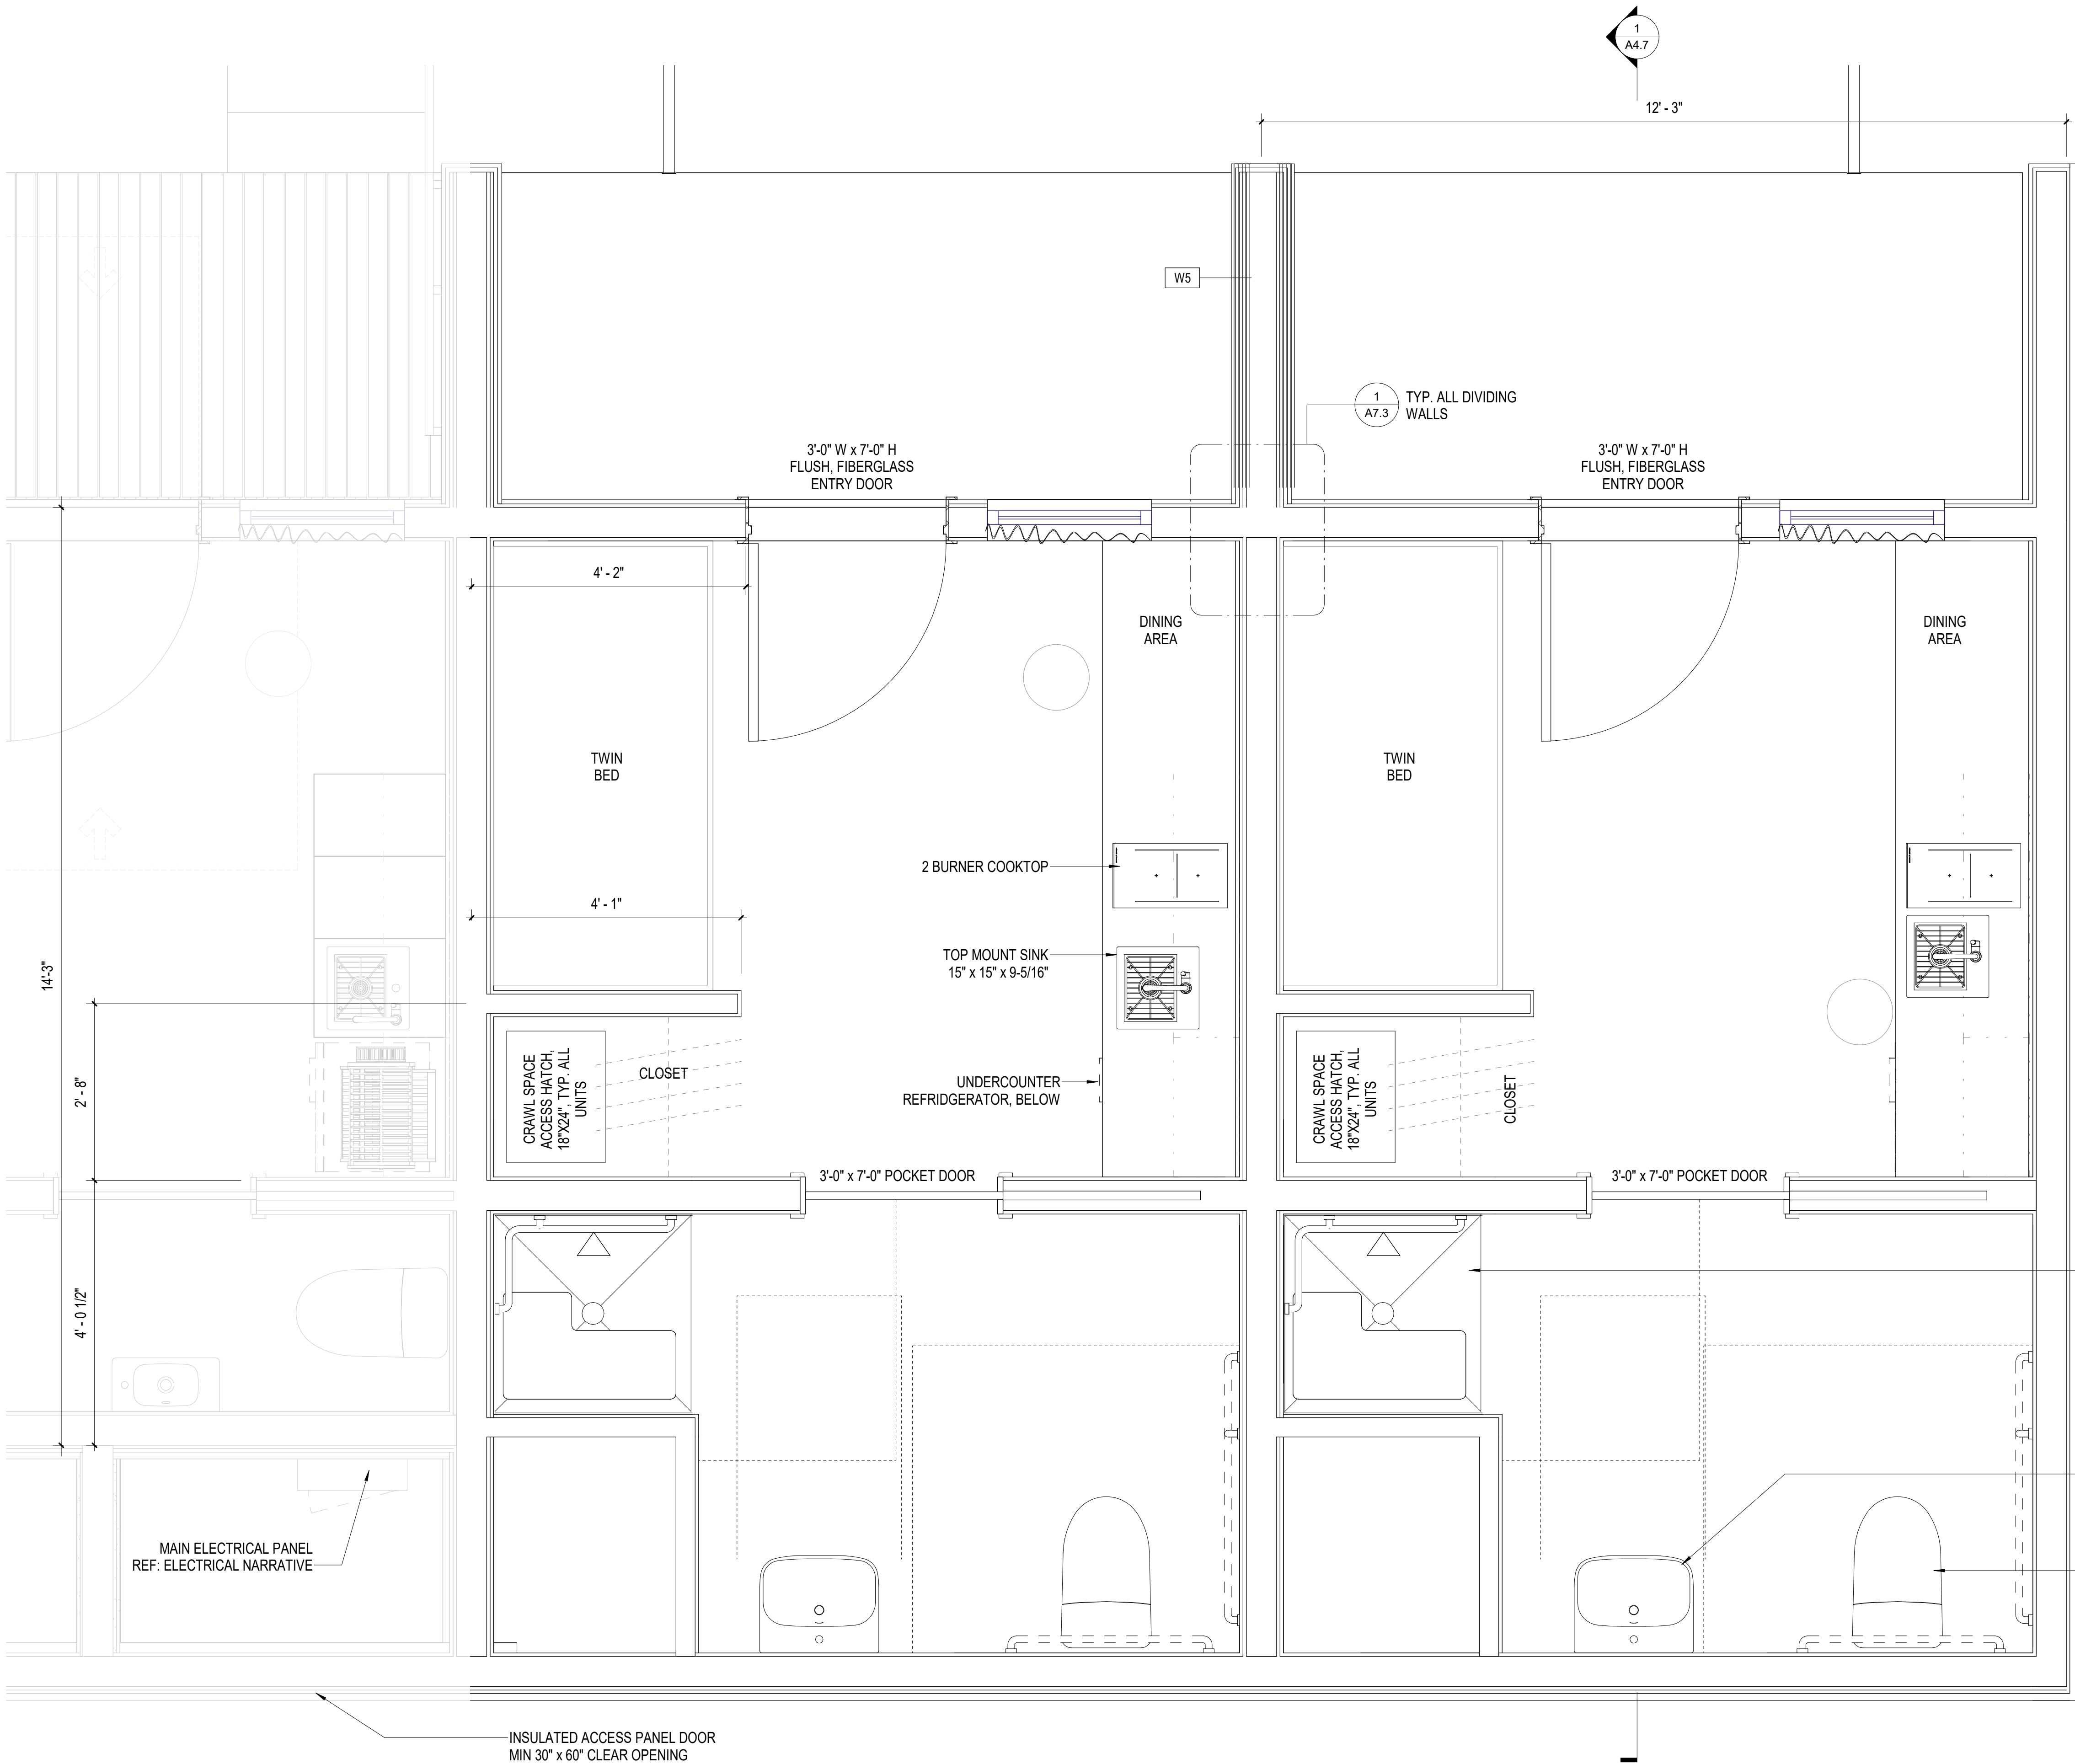 1
A4.7
12' - 3"
W5
1
A7.3
TYP. ALL DIVIDING
WALLS
3'-0" W x 7'-0" H
FLUSH, FIBERGLASS
ENTRY DOOR
3'-0" W x 7'-0" H
FLUSH, FIBERGLASS
ENTRY DOOR
4' - 2"
DINING
AREA
DINING
AREA
TWIN
BED
TWIN
BED
2 BURNER COOKTOP
4' - 1"
14'-3"
TOP MOUNT SINK
15" x 15" x 9-5/16"
2' - 8"
CRAWL SPACE
ACCESS HATCH,
18"X24", TYP. ALL
UNITS
CLOSET
UNDERCOUNTER
REFRIDGERATOR, BELOW
CRAWL SPACE
ACCESS HATCH,
18"X24", TYP. ALL
UNITS
CLOSET
3'-0" x 7'-0" POCKET DOOR
3'-0" x 7'-0" POCKET DOOR
4' - 0 1/2"
MAIN ELECTRICAL PANEL
REF: ELECTRICAL NARRATIVE
INSULATED ACCESS PANEL DOOR
MIN 30" x 60" CLEAR OPENING